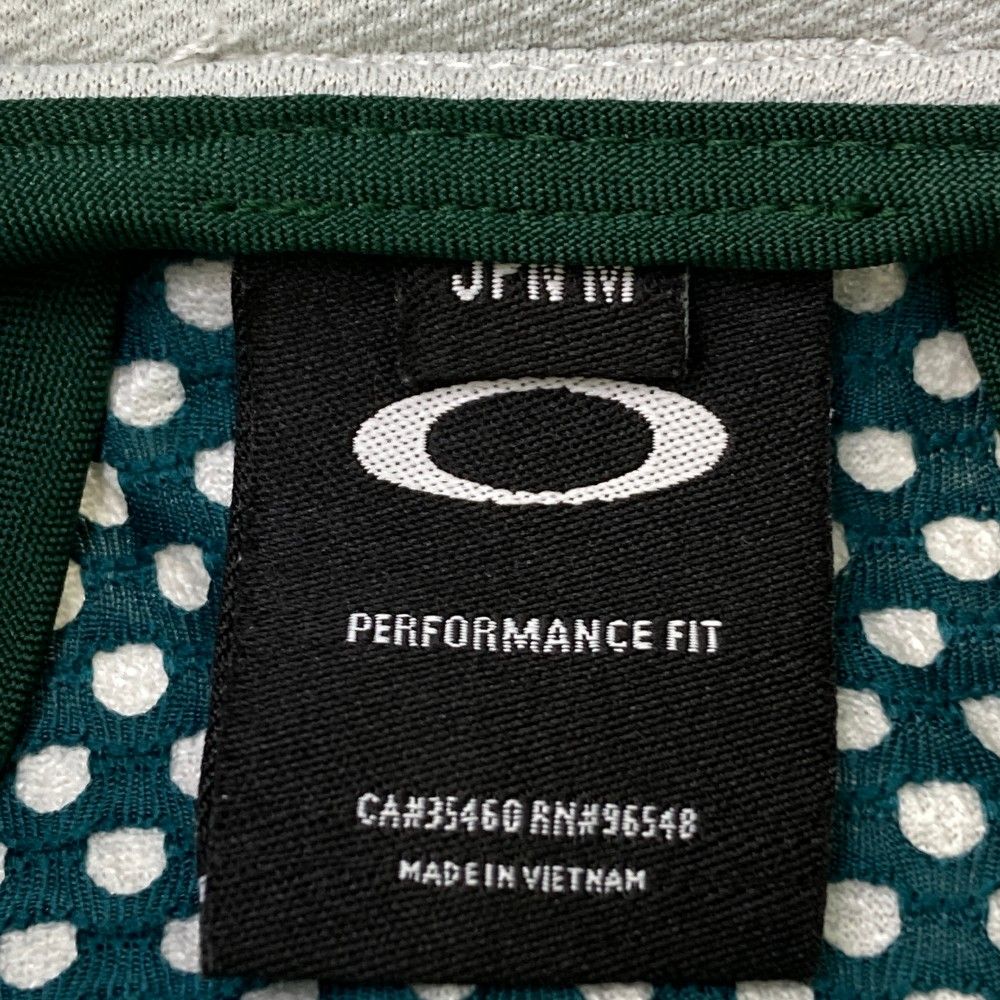 JPN M
PERFORMANCE FIT
CA#35460 RN#96548
MADE IN VIETNAM